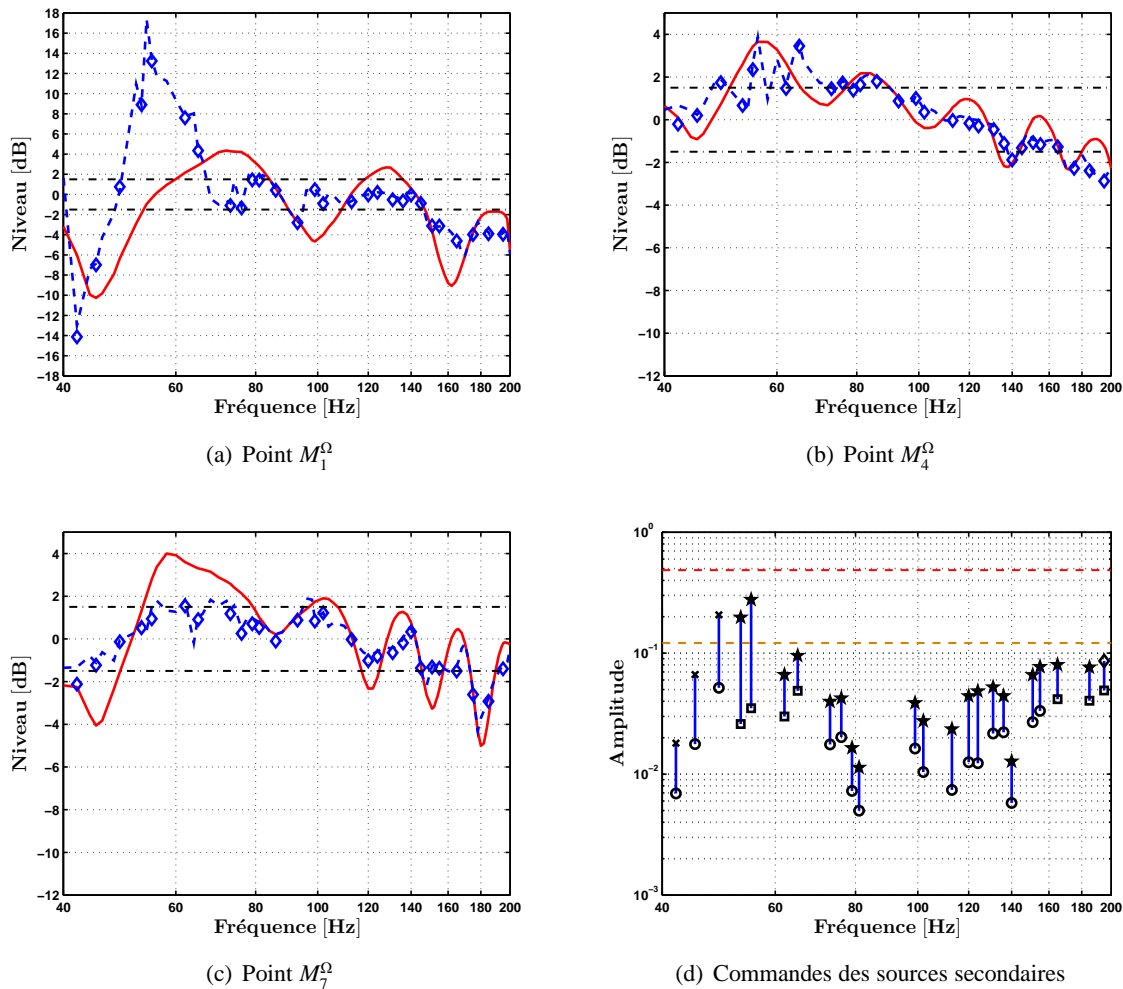 18
16
14
12
10
8
6
4
2
0
−2
−4
−6
−8
−10
−12
−14
−16
−18
40 60 80 100 120 140 160 180 200
Niveau [dB]
Fréquence [Hz]
(a) Point M₁^Ω
4
2
0
−2
−4
−6
−8
−10
−12
40 60 80 100 120 140 160 180 200
Niveau [dB]
Fréquence [Hz]
(b) Point M₄^Ω
4
2
0
−2
−4
−6
−8
−10
−12
40 60 80 100 120 140 160 180 200
Niveau [dB]
Fréquence [Hz]
(c) Point M₇^Ω
10⁰
10⁻¹
10⁻²
10⁻³
40 60 80 100 120 140 160 180 200
Amplitude
Fréquence [Hz]
(d) Commandes des sources secondaires